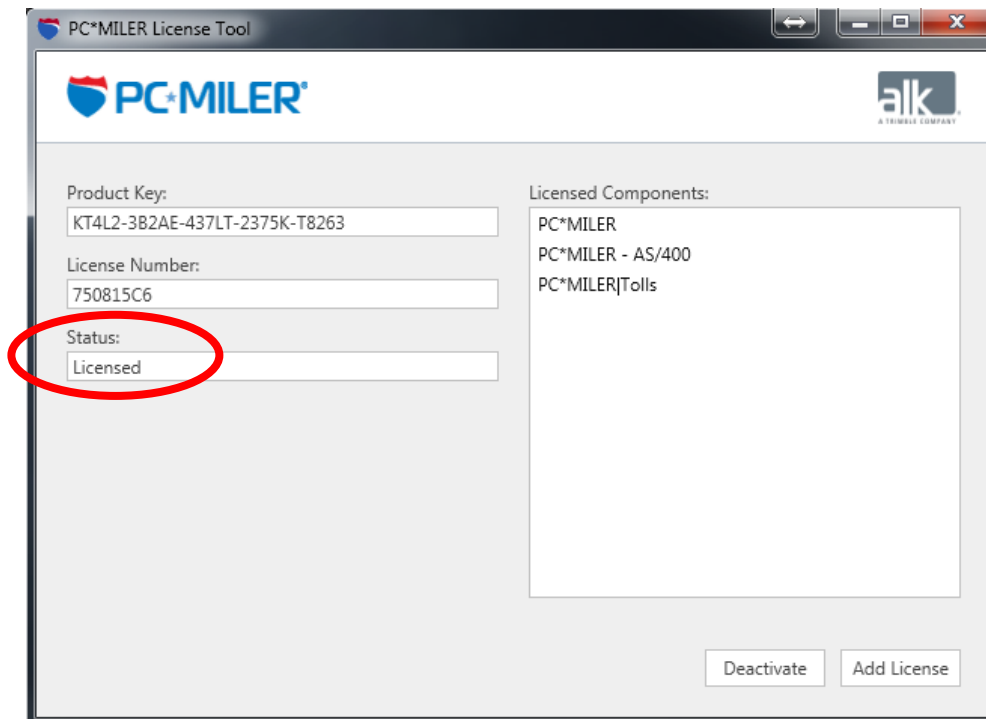 PC*MILER License Tool
PC*MILER®
alk
A TRIMBLE COMPANY
Product Key:
KT4L2-3B2AE-437LT-2375K-T8263
License Number:
750815C6
Status:
Licensed
Licensed Components:
PC*MILER
PC*MILER - AS/400
PC*MILER|Tolls
Deactivate
Add License